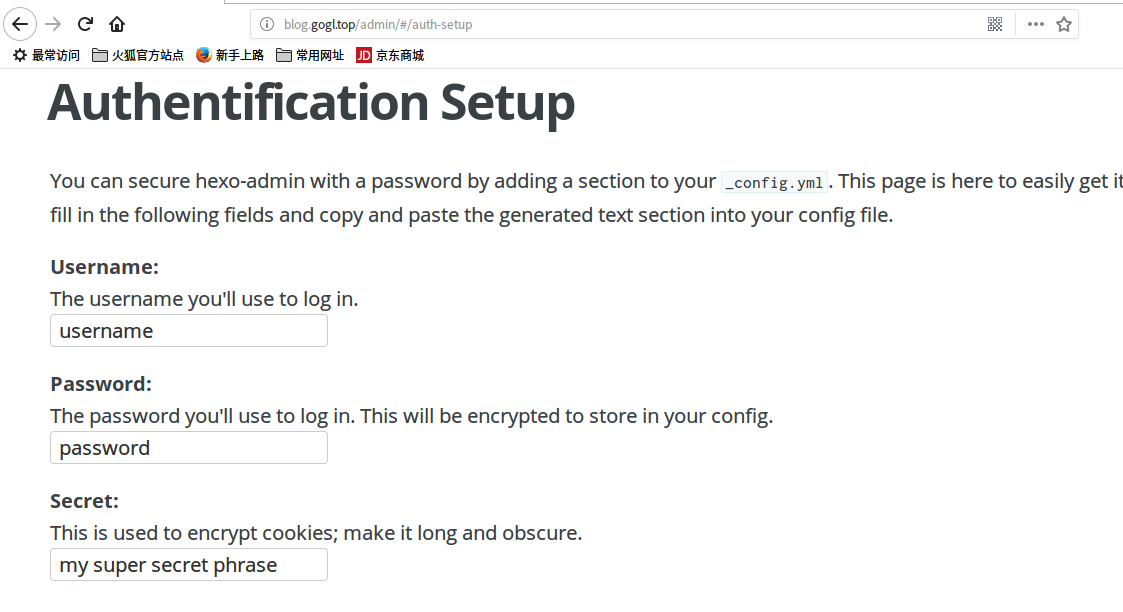 blog.gogl.top/admin/#/auth-setup
最常访问 火狐官方站点 新手上路 常用网址 JD 京东商城
Authentification Setup
You can secure hexo-admin with a password by adding a section to your _config.yml. This page is here to easily get it
fill in the following fields and copy and paste the generated text section into your config file.
Username:
The username you'll use to log in.
username
Password:
The password you'll use to log in. This will be encrypted to store in your config.
password
Secret:
This is used to encrypt cookies; make it long and obscure.
my super secret phrase